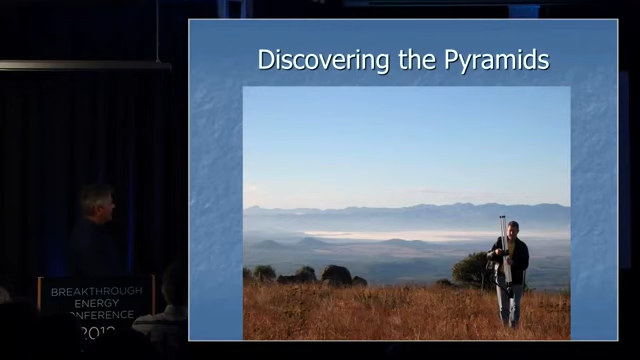 Discovering the Pyramids
BREAKTHROUGH
ENERGY
CONFERENCE